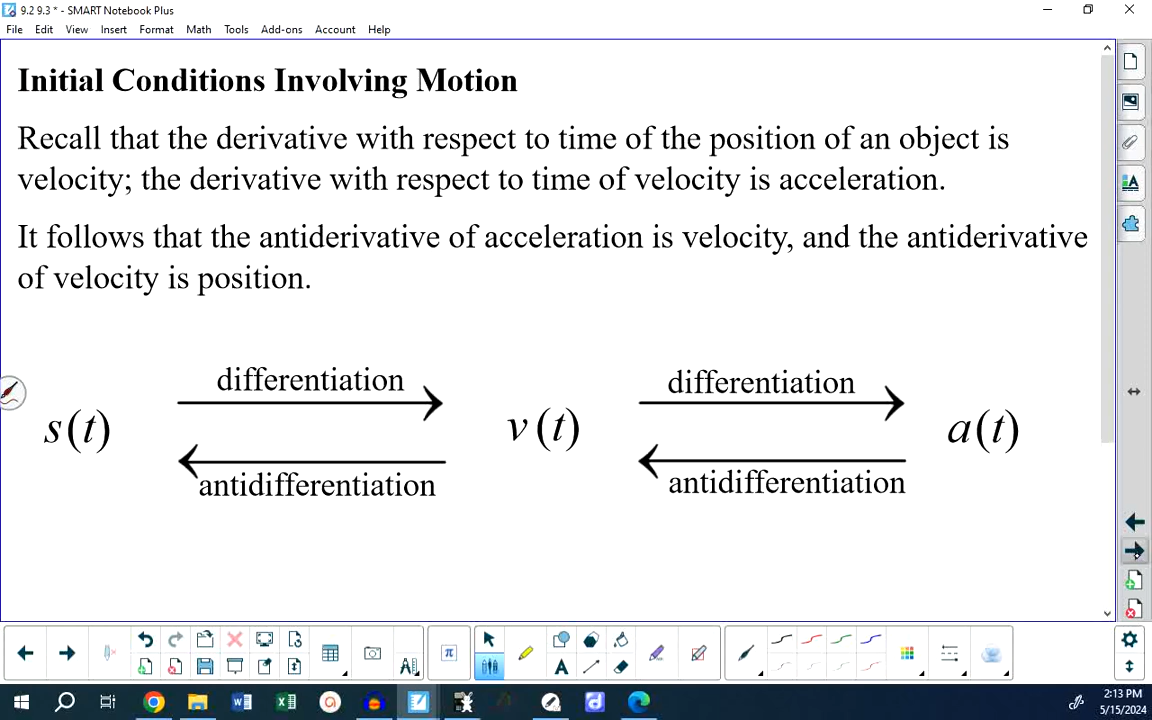 9.2 9.3 * - SMART Notebook Plus
File Edit View Insert Format Math Tools Add-ons Account Help
Initial Conditions Involving Motion
Recall that the derivative with respect to time of the position of an object is
velocity; the derivative with respect to time of velocity is acceleration.
It follows that the antiderivative of acceleration is velocity, and the antiderivative
of velocity is position.
differentiation differentiation
s(t) v(t) a(t)
antidifferentiation antidifferentiation
2:13 PM
5/15/2024